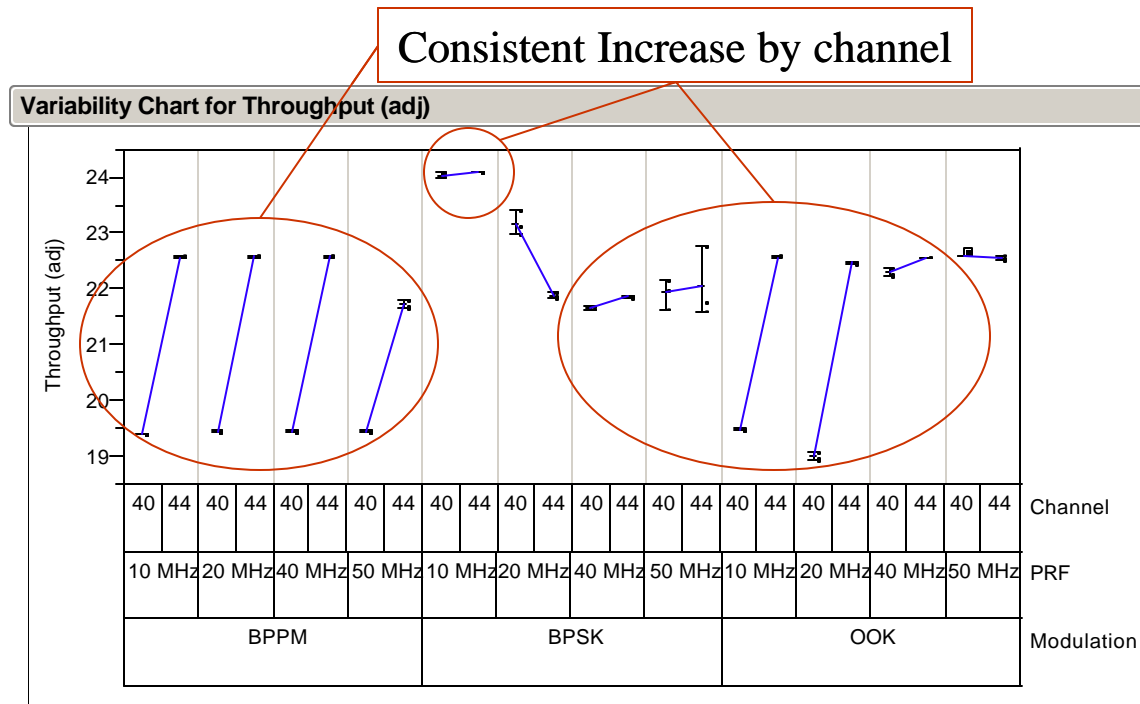 Consistent Increase by channel
Variability Chart for Throughput (adj)
Throughput (adj)
24
23
22
21
20
19
40 44 40 44 40 44 40 44 40 44 40 44 40 44 40 44 40 44 40 44 40 44 40 44 Channel
10 MHz 20 MHz 40 MHz 50 MHz 10 MHz 20 MHz 40 MHz 50 MHz 10 MHz 20 MHz 40 MHz 50 MHz PRF
BPPM BPSK OOK Modulation